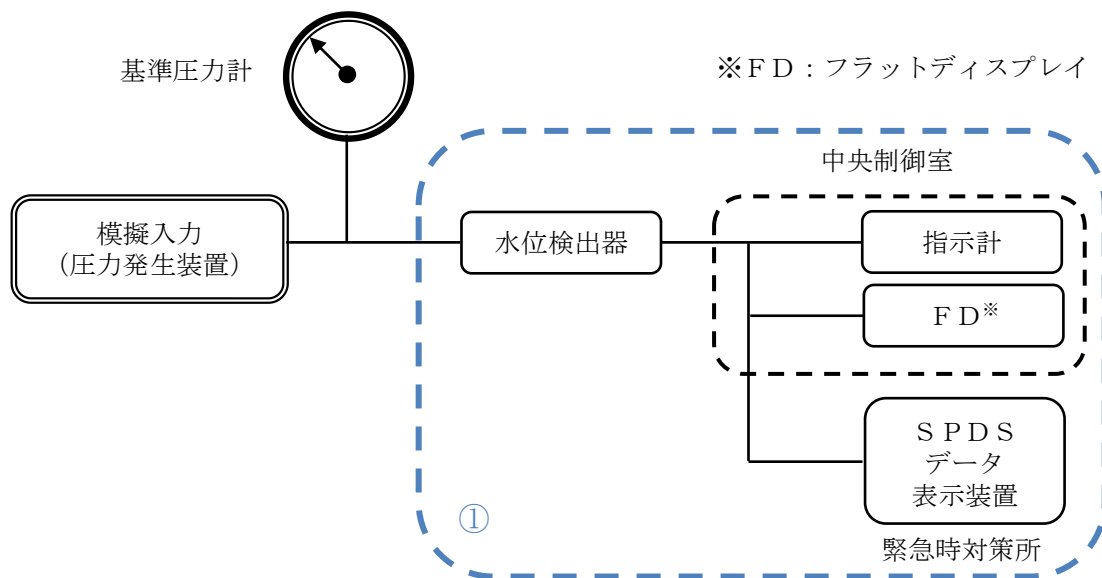 基準圧力計
※ＦＤ：フラットディスプレイ
中央制御室
模擬入力
（圧力発生装置）
水位検出器
指示計
ＦＤ※
ＳＰＤＳ
データ
表示装置
①
緊急時対策所